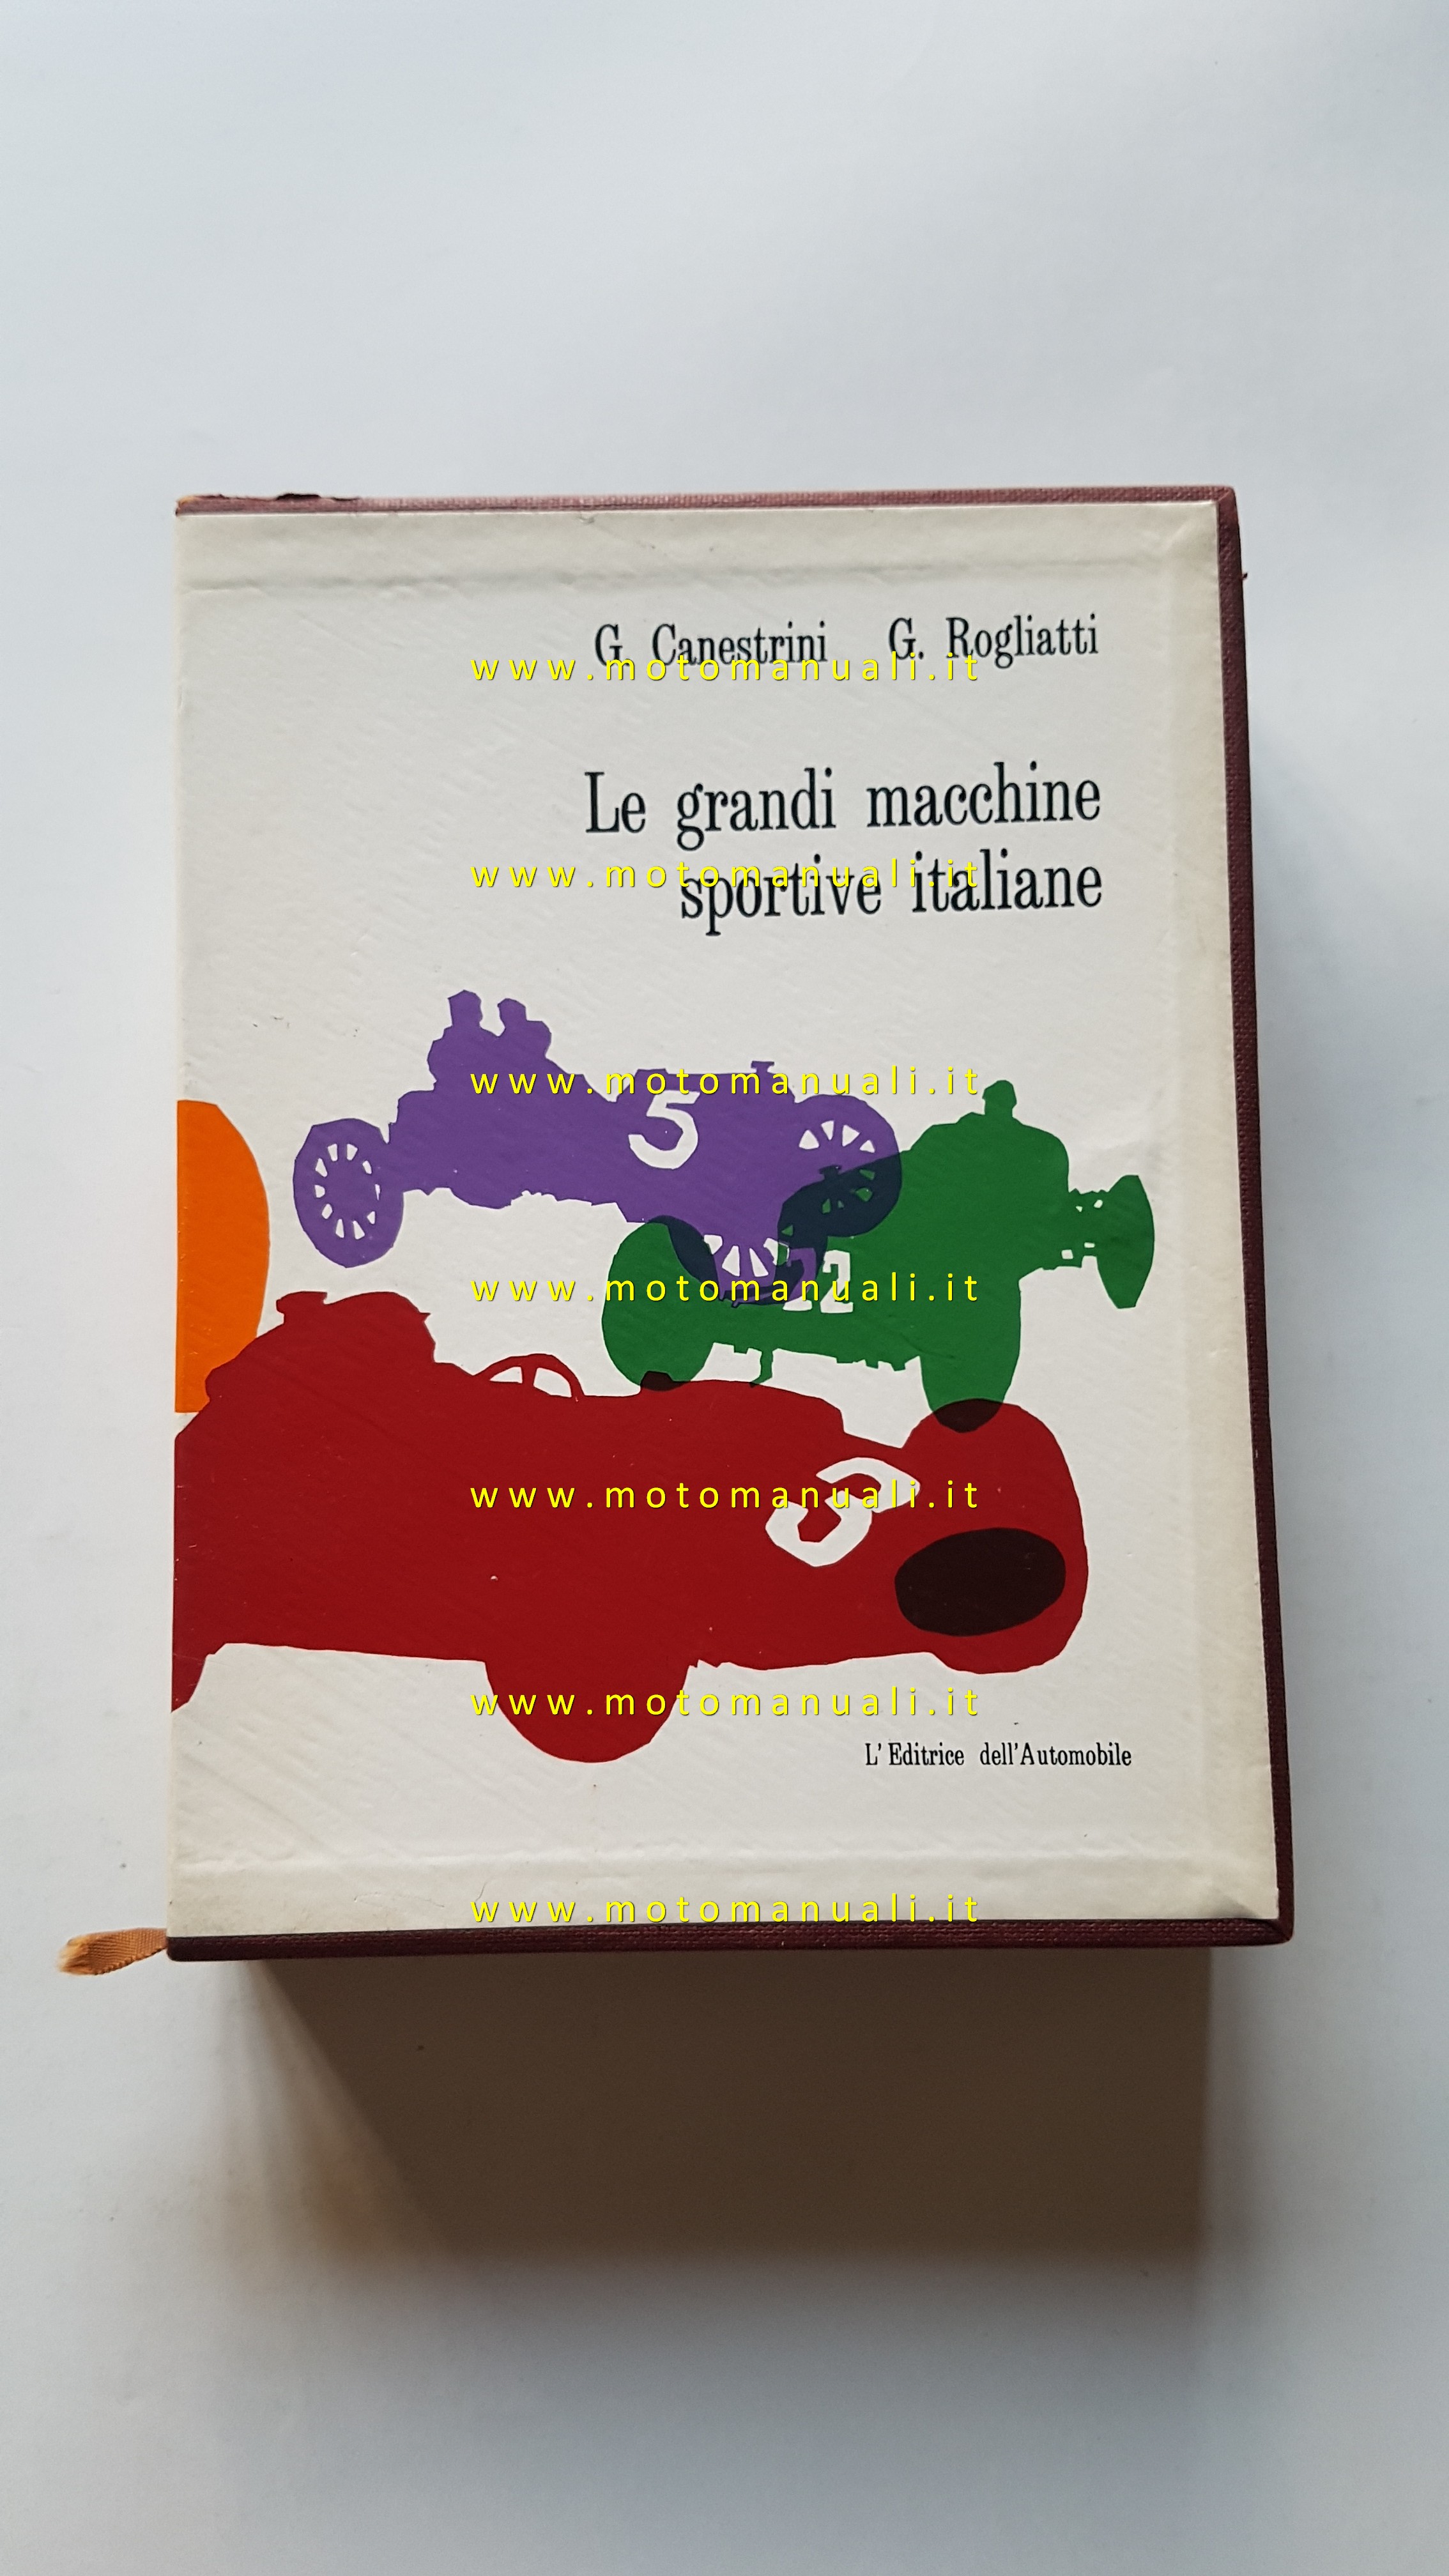 G. Canestrini G. Rogliatti
www.motomanuali.it
Le grandi macchine
www.motomanuali.it
sportive italiane
www.motomanuali.it
5
www.motomanuali.it
www.motomanuali.it
3
www.motomanuali.it
L'Editrice dell'Automobile
www.motomanuali.it